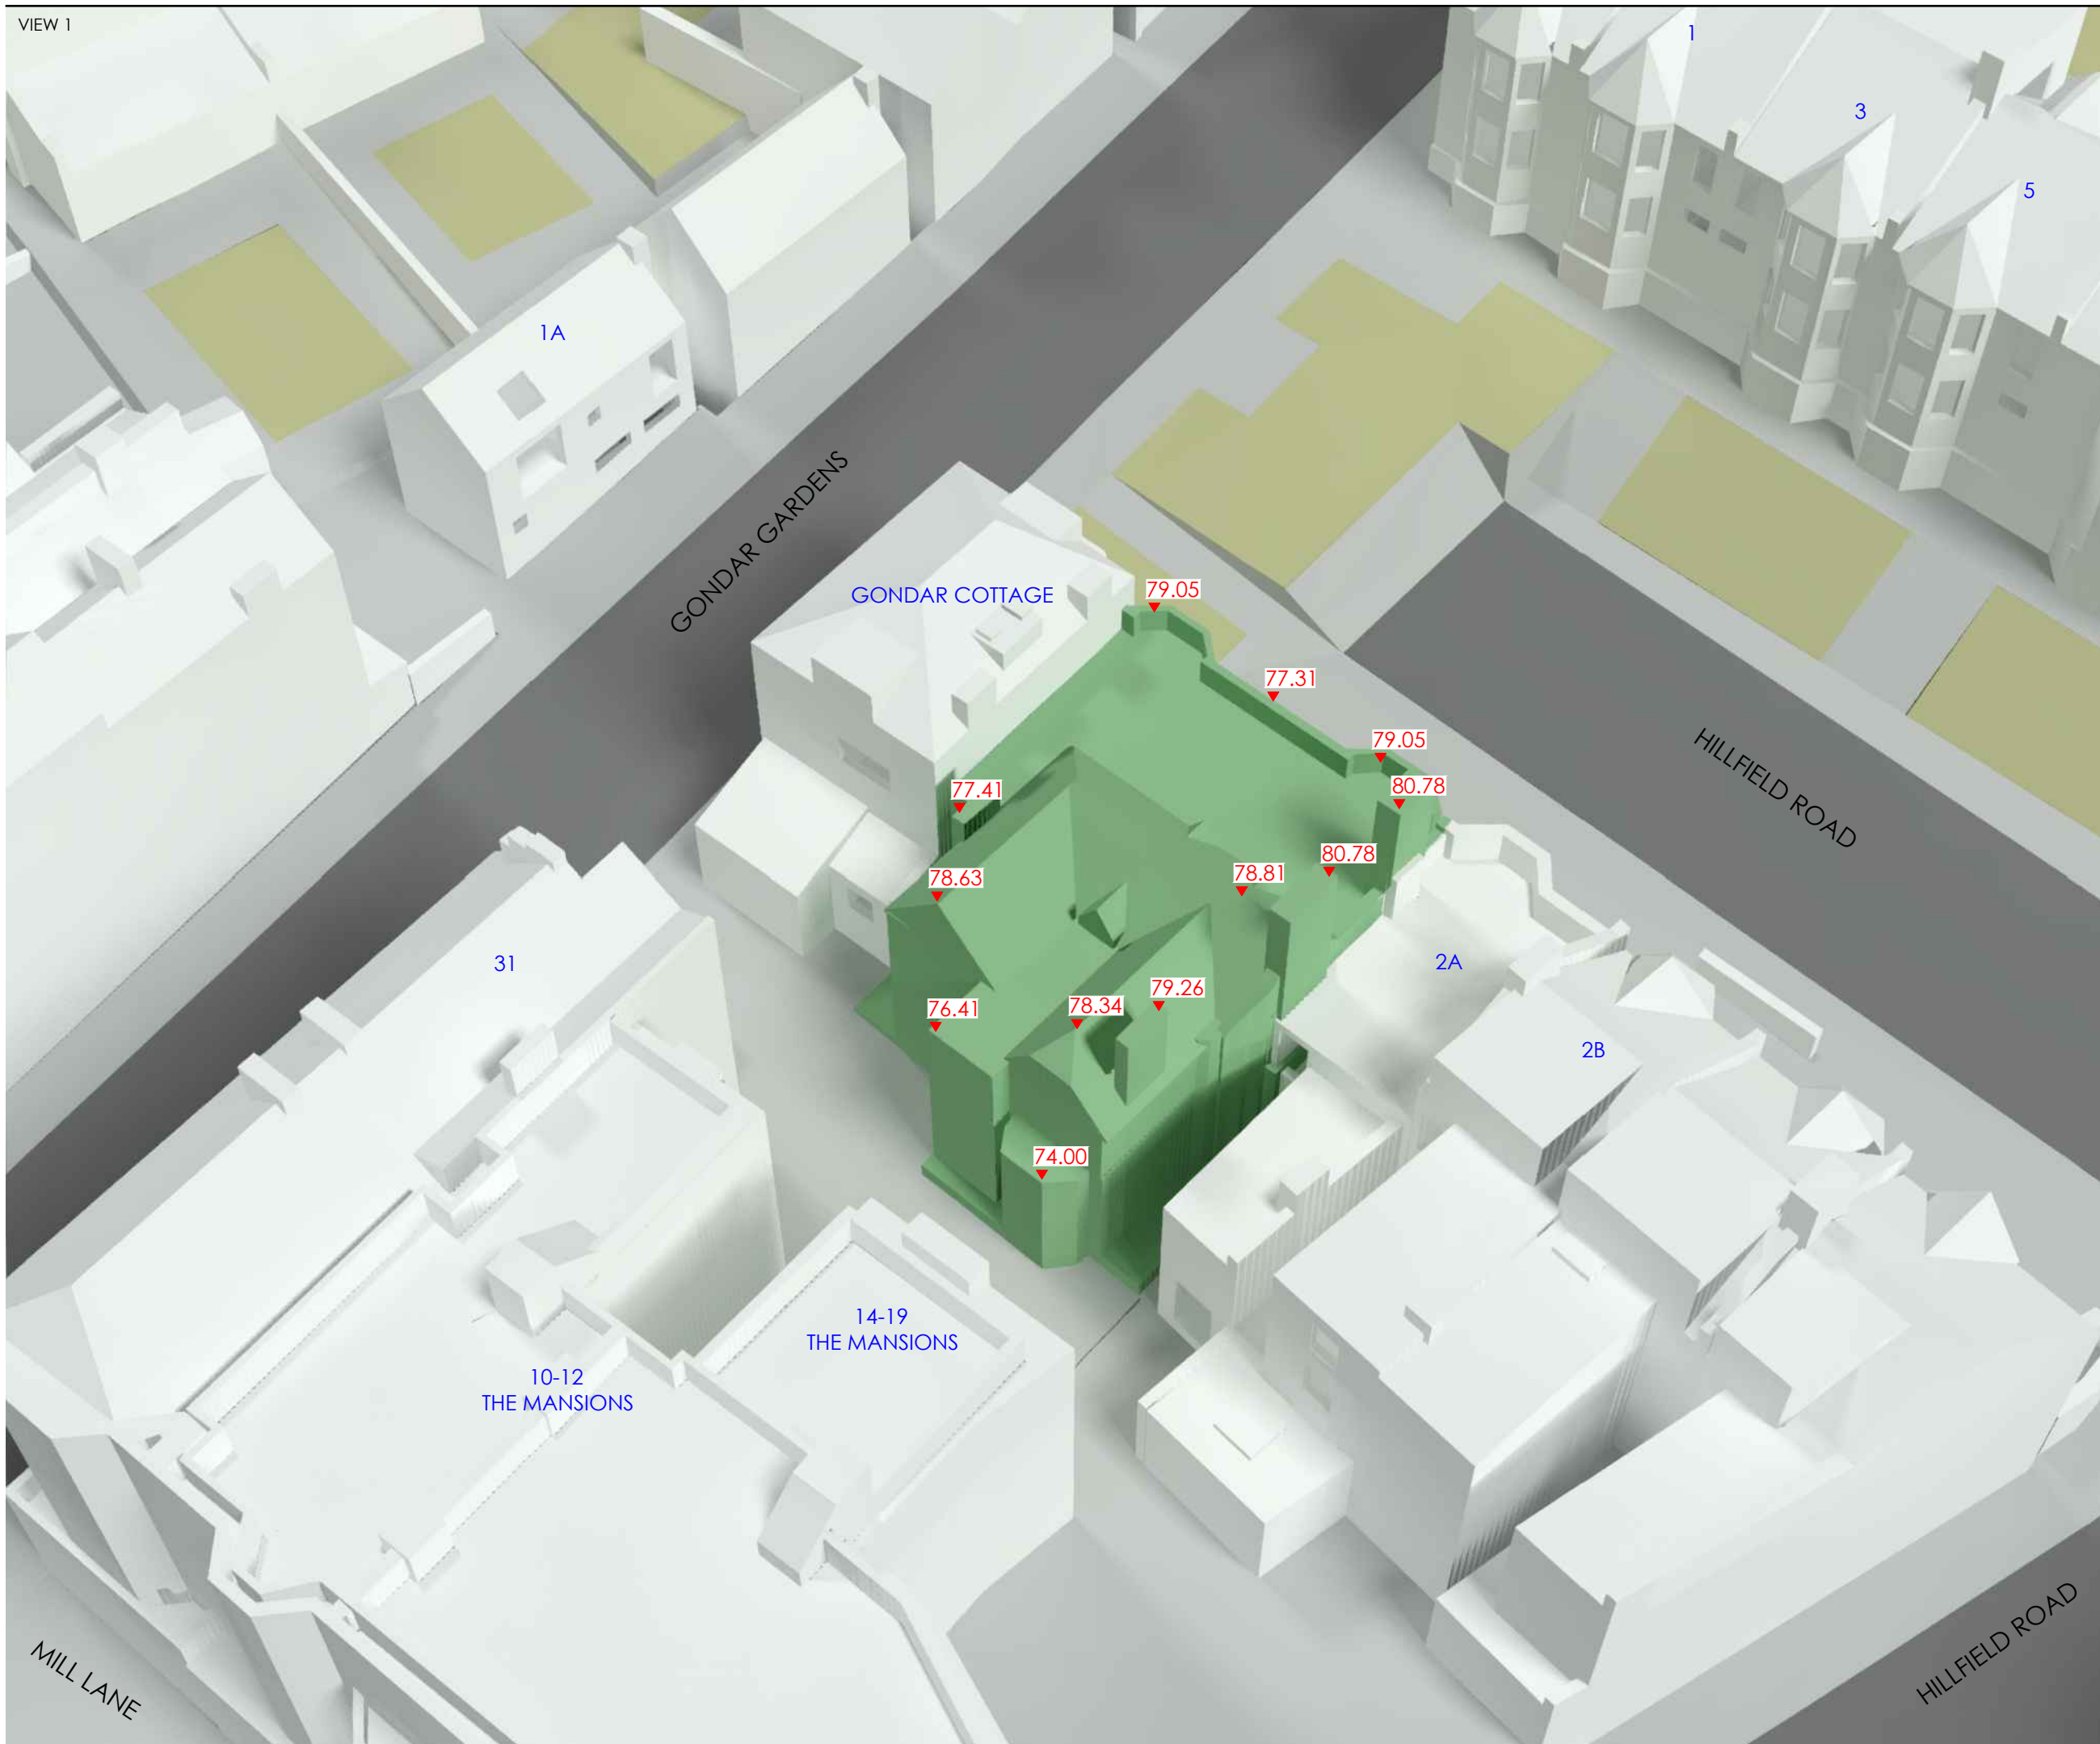 VIEW 1
1
3
5
1A
GONDAR GARDENS
GONDAR COTTAGE
79.05
77.31
HILLFIELD ROAD
79.05
80.78
77.41
80.78
78.63
78.81
31
2A
79.26
78.34
76.41
2B
74.00
14-19
THE MANSIONS
10-12
THE MANSIONS
MILL LANE
HILLFIELD ROAD